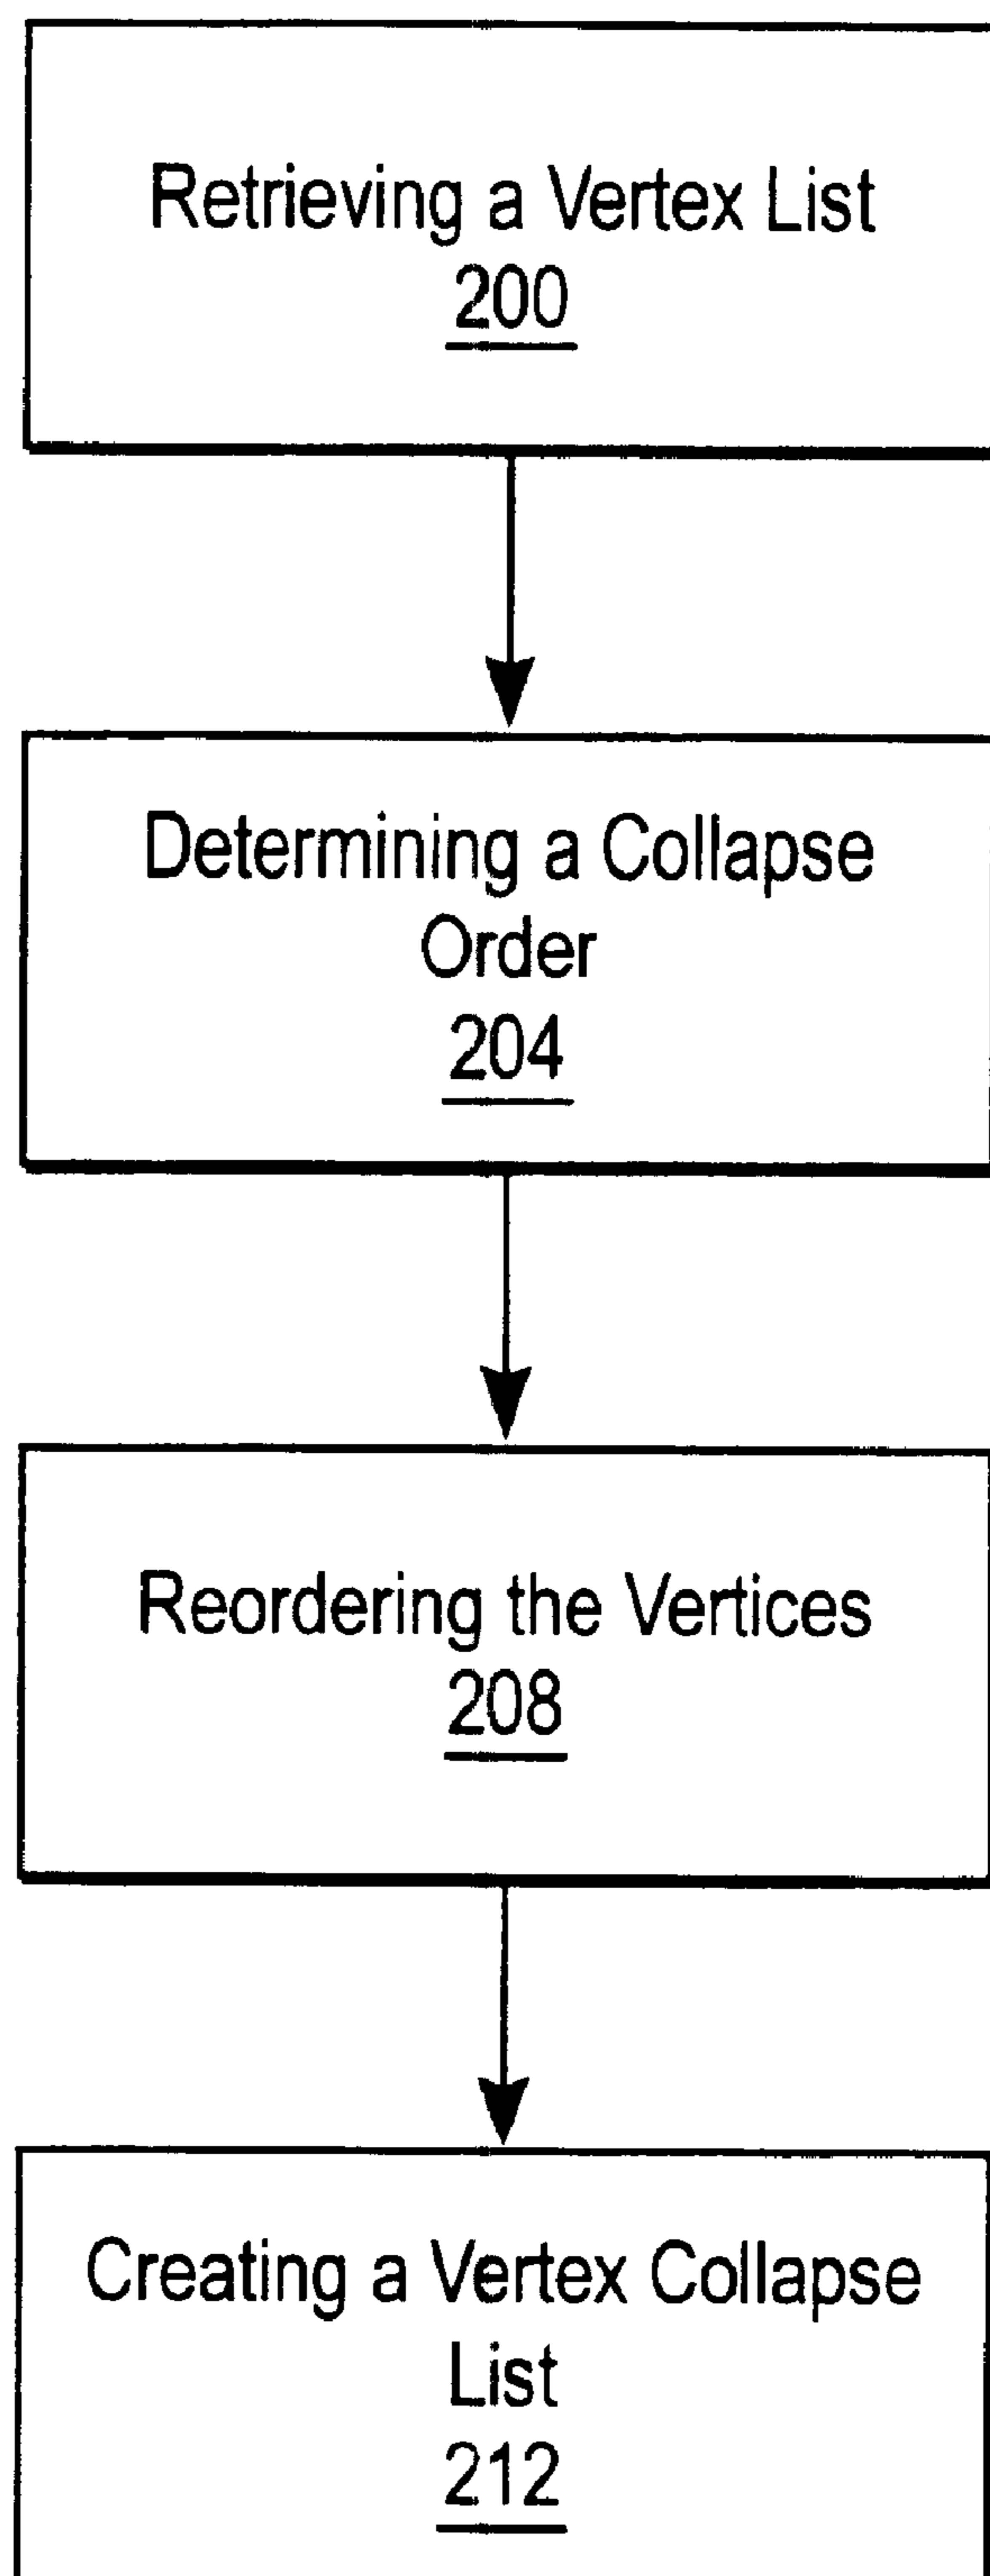 Retrieving a Vertex List
200
Determining a Collapse
Order
204
Reordering the Vertices
208
Creating a Vertex Collapse
List
212